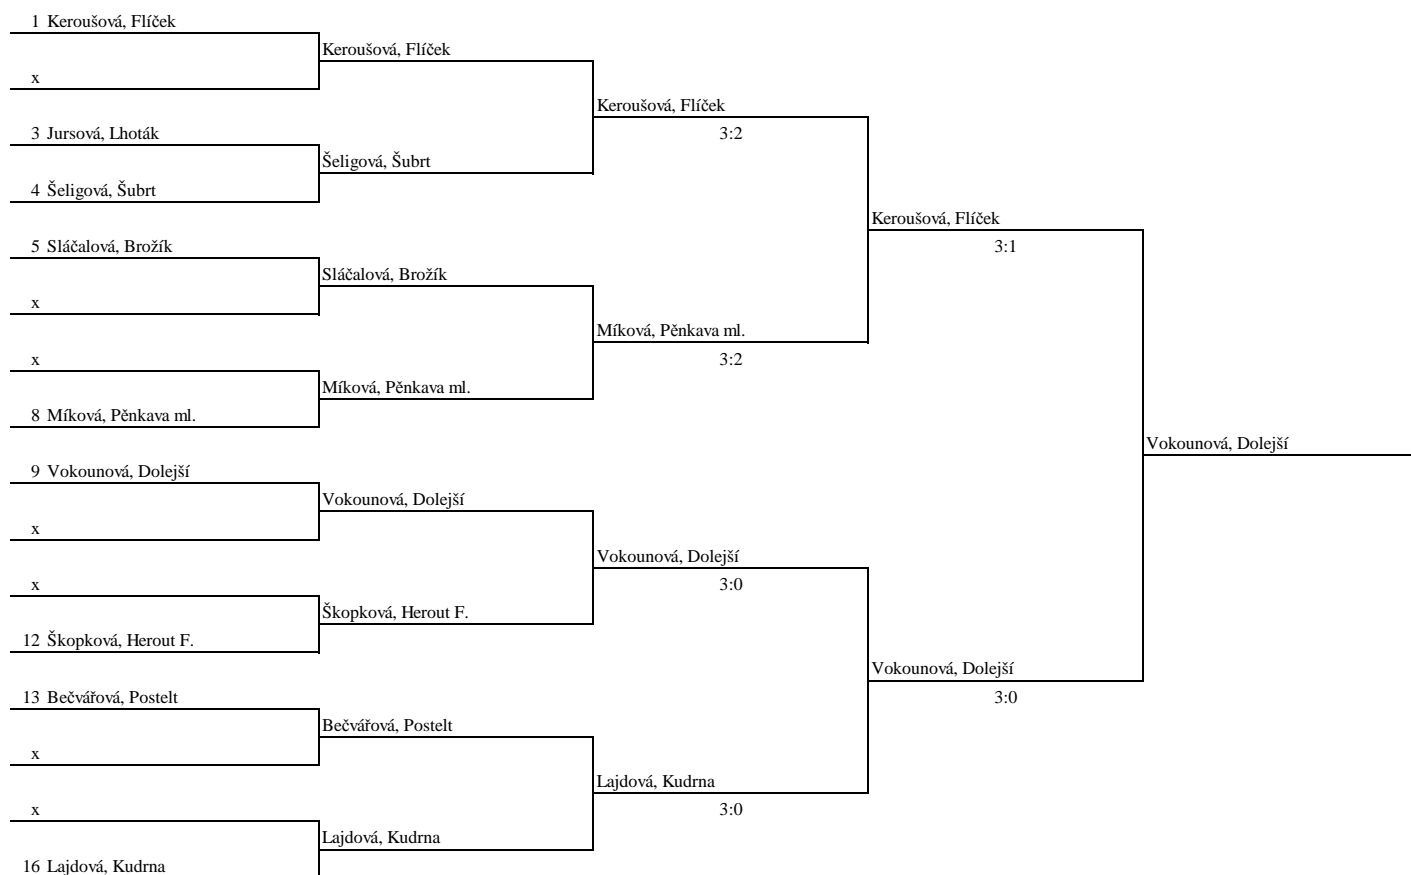 1 Keroušová, Flíček
Keroušová, Flíček
x
Keroušová, Flíček
3 Jursová, Lhoták
3:2
Šeligová, Šubrt
4 Šeligová, Šubrt
Keroušová, Flíček
5 Sláčalová, Brožík
3:1
Sláčalová, Brožík
x
Míková, Pěnkava ml.
x
3:2
Míková, Pěnkava ml.
8 Míková, Pěnkava ml.
Vokounová, Dolejší
9 Vokounová, Dolejší
Vokounová, Dolejší
x
Vokounová, Dolejší
x
3:0
Škopková, Herout F.
12 Škopková, Herout F.
Vokounová, Dolejší
13 Bečvářová, Postelt
3:0
Bečvářová, Postelt
x
Lajdová, Kudrna
x
3:0
Lajdová, Kudrna
16 Lajdová, Kudrna